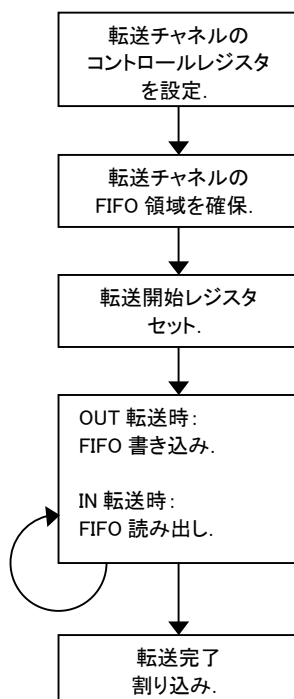 転送チャネルの
コントロールレジスタ
を設定.
転送チャネルの
FIFO 領域を確保.
転送開始レジスタ
セット.
OUT 転送時:
FIFO 書き込み.
IN 転送時:
FIFO 読み出し.
転送完了
割り込み.